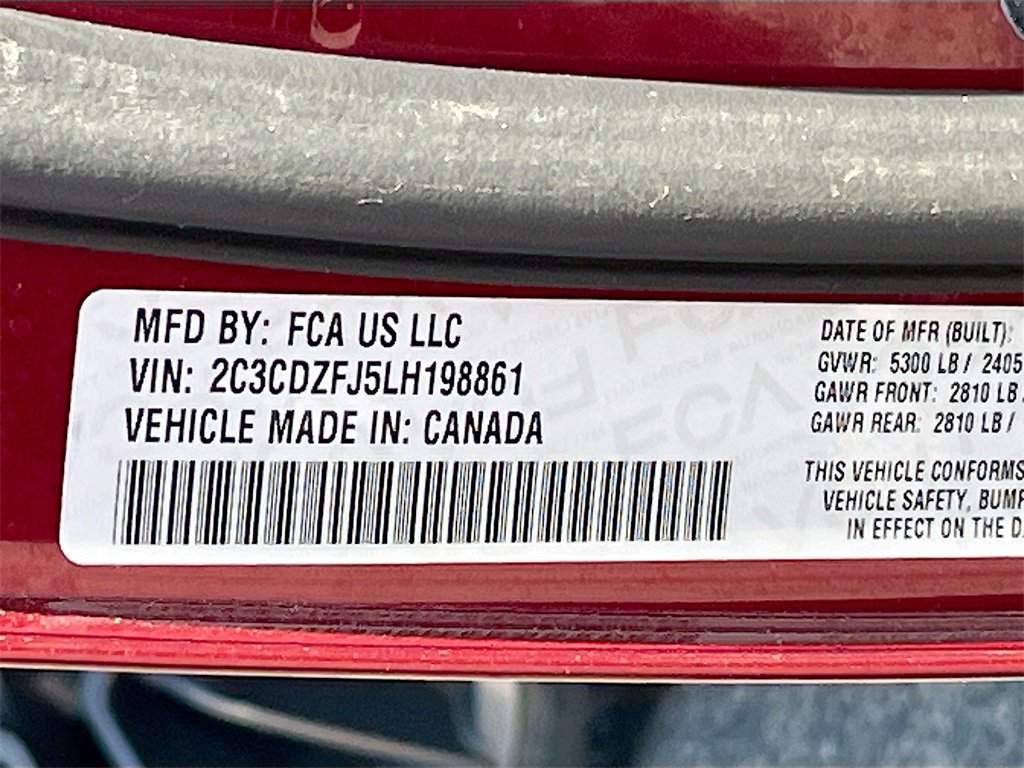 MFD BY: FCA US LLC
VIN: 2C3CDZFJ5LH198861
VEHICLE MADE IN: CANADA
DATE OF MFR (BUILT):
GVWR: 5300 LB / 2405
GAWR FRONT: 2810 LB
GAWR REAR: 2810 LB /
THIS VEHICLE CONFORMS
VEHICLE SAFETY, BUMP
IN EFFECT ON THE D